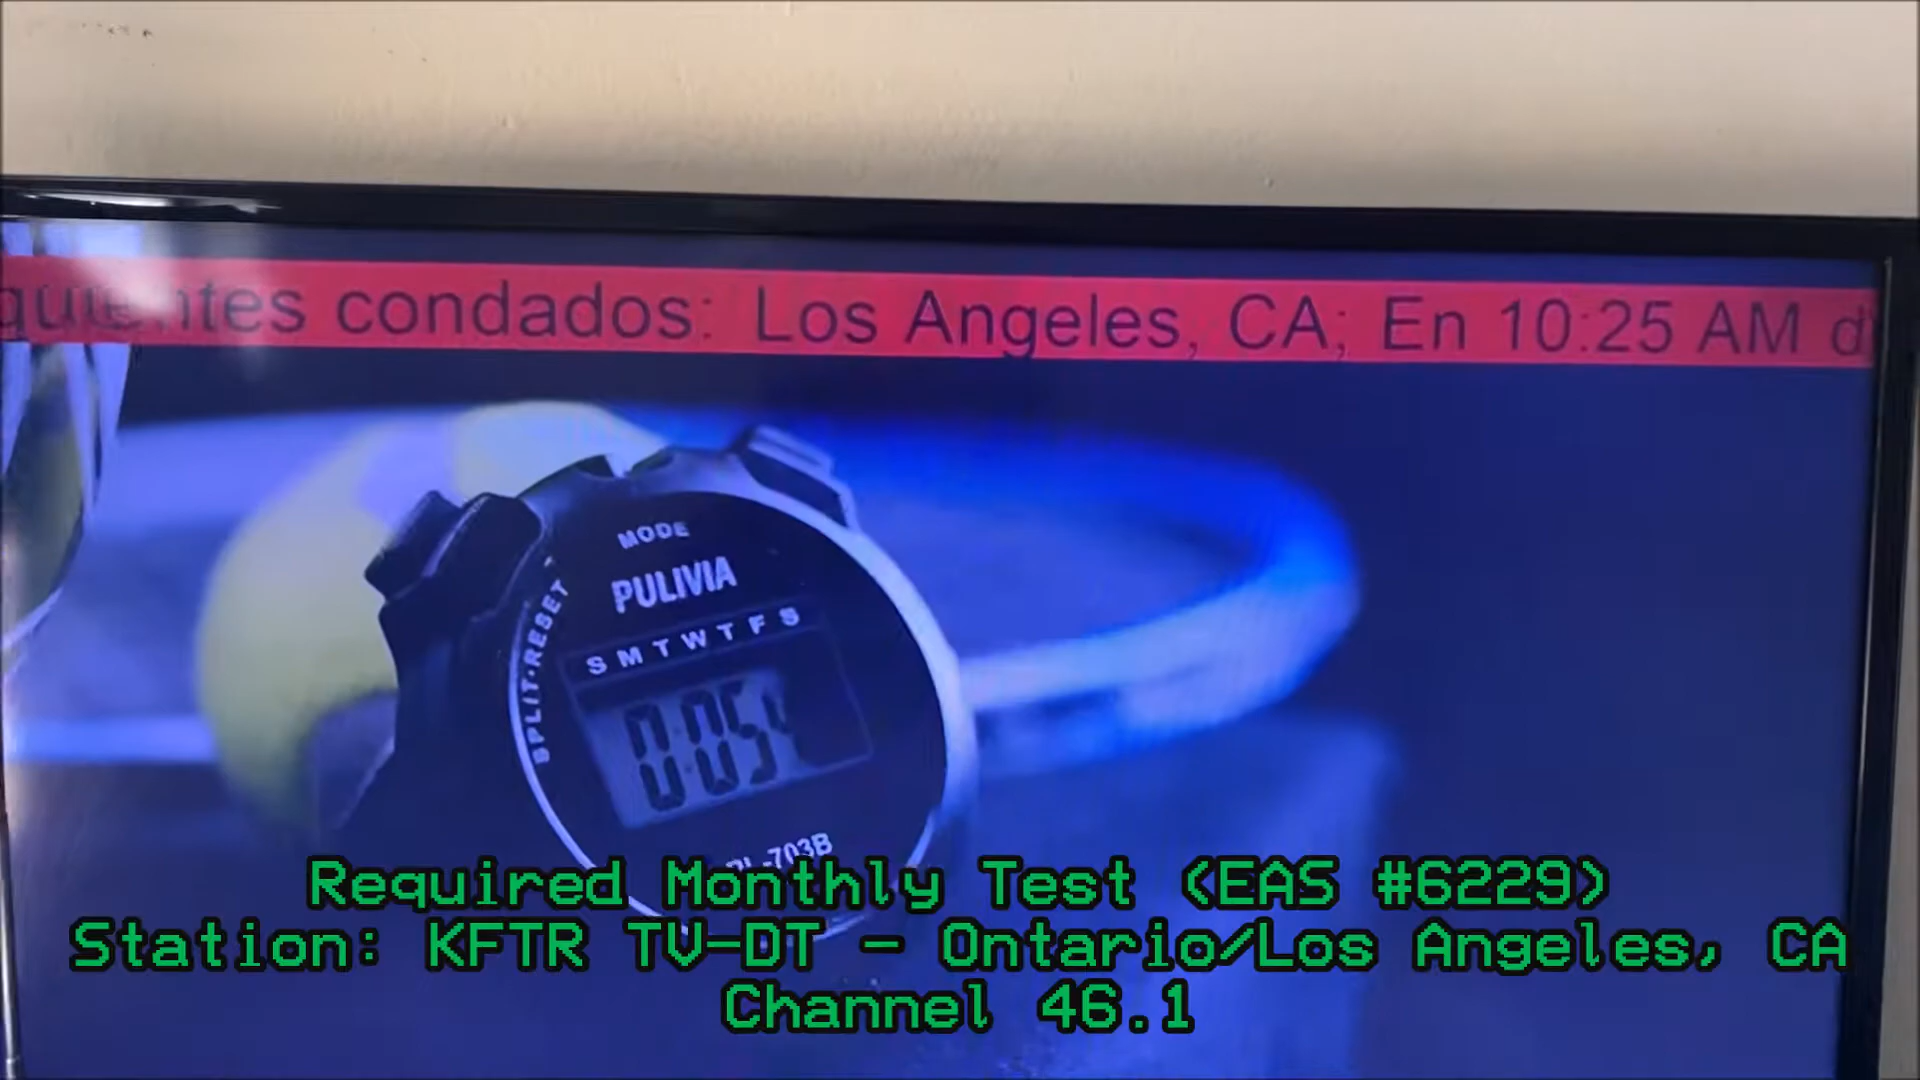 condados: Los Angeles, CA; En 10:25 AM
MODE
PULIVIA
SPLIT·RESET
S M T W T F S
0:05
-703B
Required Monthly Test (EAS #6229)
Station: KFTR TV-DT - Ontario/Los Angeles, CA
Channel 46.1